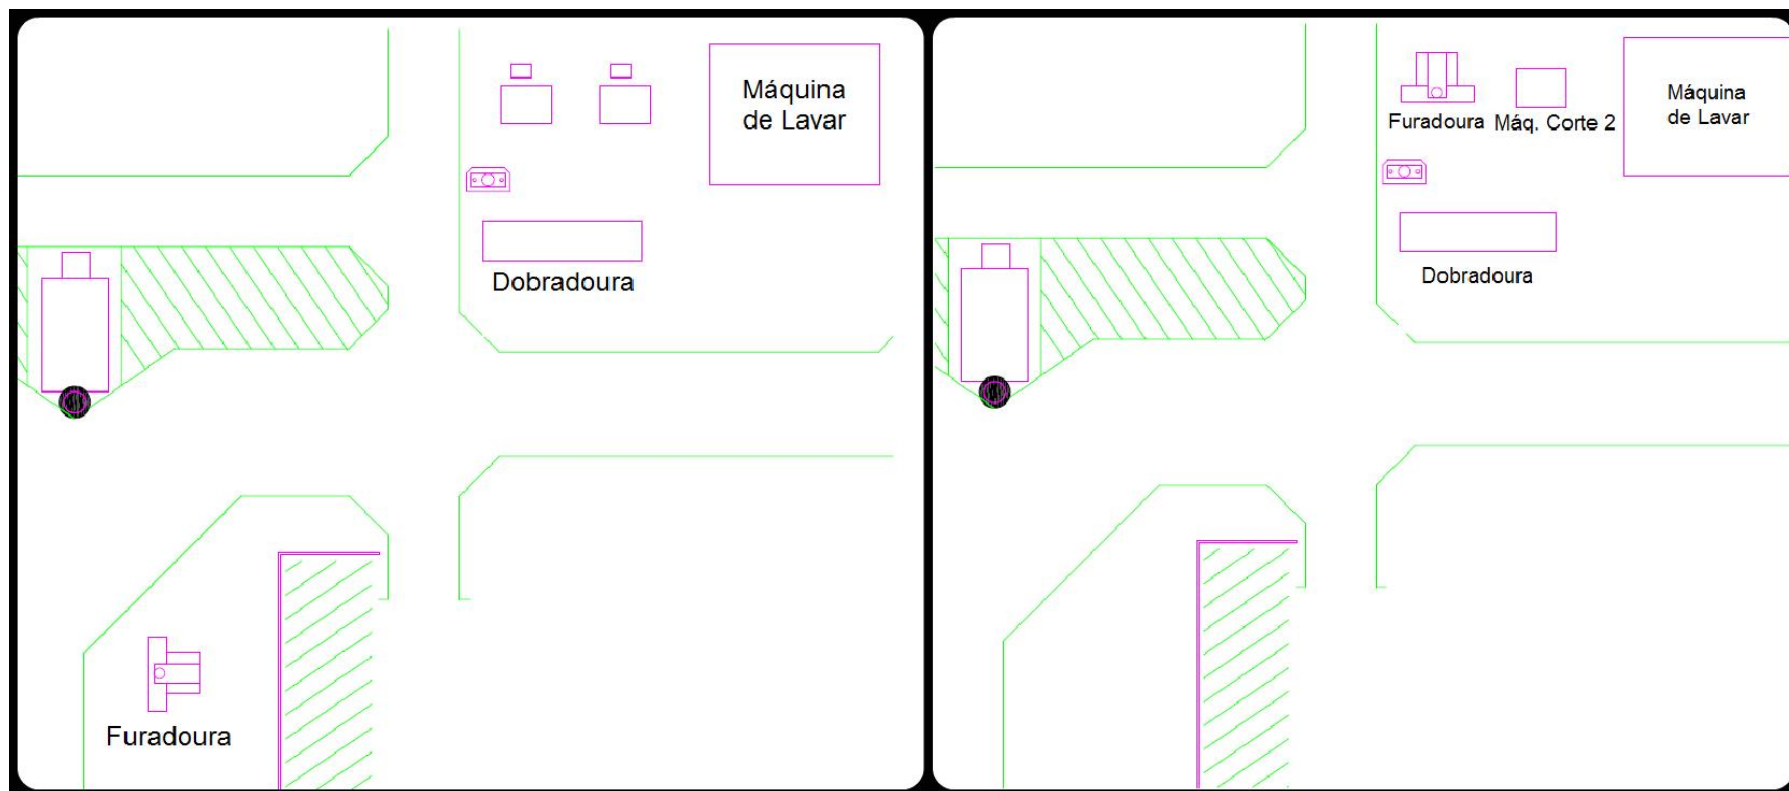 Máquina
de Lavar
Dobradoura
Furadoura
Furadoura
Máq. Corte 2
Máquina
de Lavar
Dobradoura